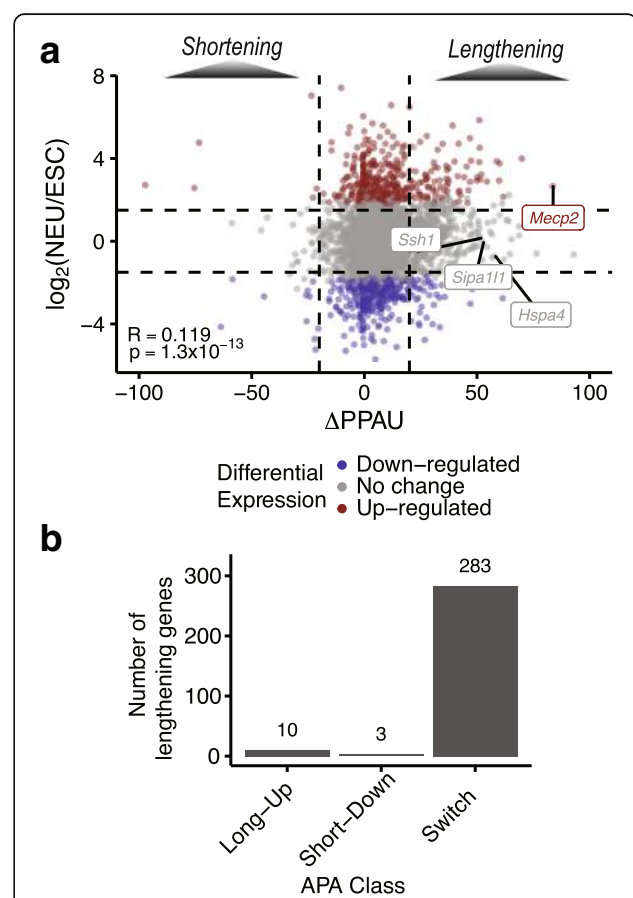 a
Shortening
Lengthening
8
4
0
−4
log2(NEU/ESC)
Mecp2
Ssh1
Sipa1l1
Hspa4
R = 0.119
p = 1.3x10−13
−100
−50
0
50
100
ΔPPAU
Differential
Expression
Down−regulated
No change
Up−regulated
b
Number of
lengthening genes
300
200
100
0
10
3
283
Long−Up
Short−Down
Switch
APA Class